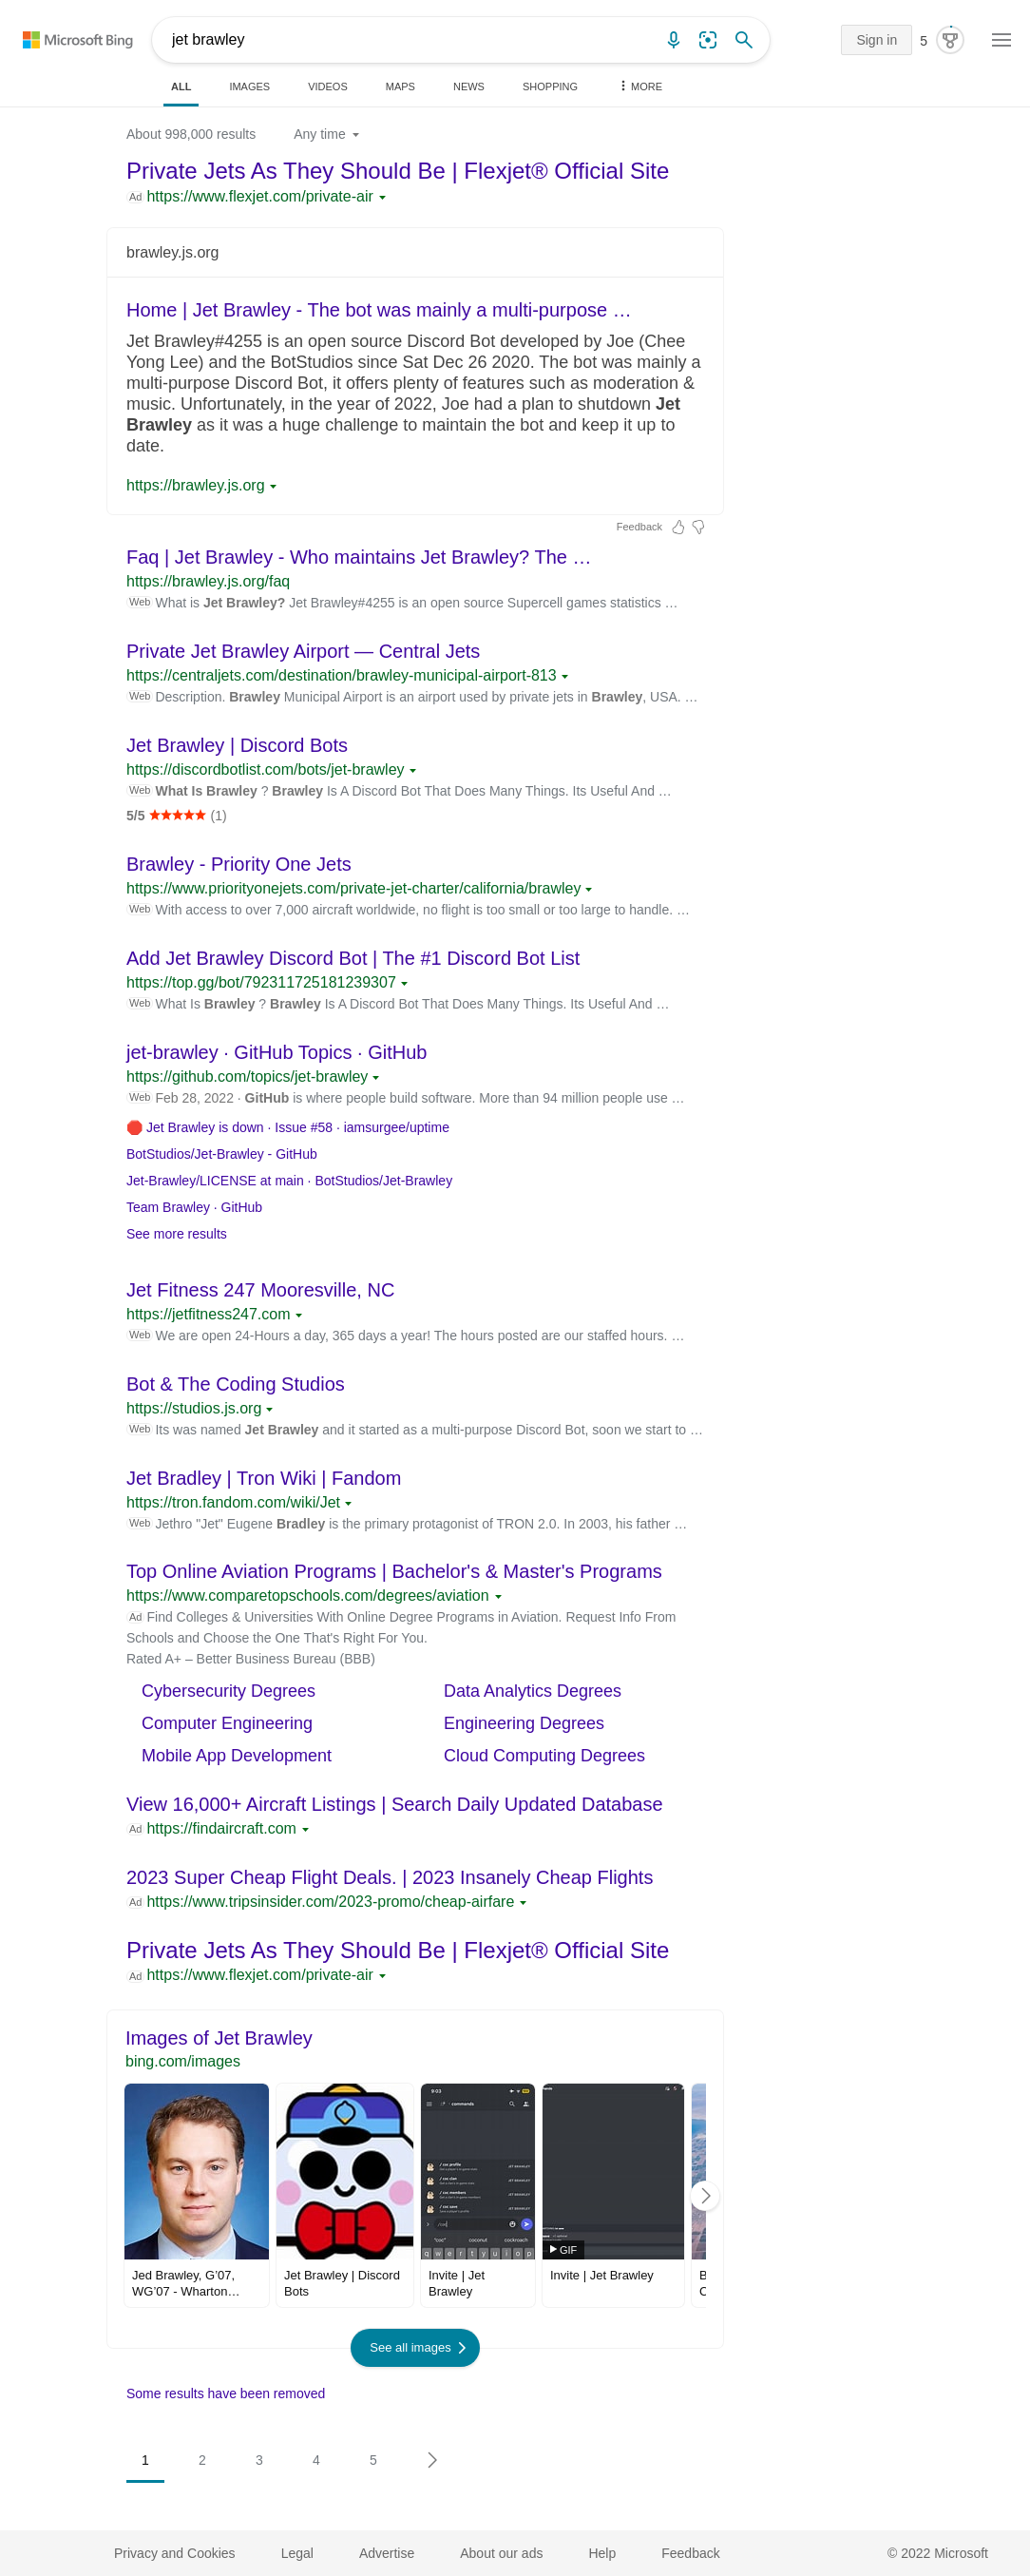 Microsoft Bing
jet brawley
Sign in
5
ALL IMAGES VIDEOS MAPS NEWS SHOPPING MORE
About 998,000 results Any time
Private Jets As They Should Be | Flexjet® Official Site
Ad https://www.flexjet.com/private-air
brawley.js.org
Home | Jet Brawley - The bot was mainly a multi-purpose …
Jet Brawley#4255 is an open source Discord Bot developed by Joe (Chee
Yong Lee) and the BotStudios since Sat Dec 26 2020. The bot was mainly a
multi-purpose Discord Bot, it offers plenty of features such as moderation &
music. Unfortunately, in the year of 2022, Joe had a plan to shutdown Jet
Brawley as it was a huge challenge to maintain the bot and keep it up to
date.
https://brawley.js.org
Feedback
Faq | Jet Brawley - Who maintains Jet Brawley? The …
https://brawley.js.org/faq
Web What is Jet Brawley? Jet Brawley#4255 is an open source Supercell games statistics …
Private Jet Brawley Airport — Central Jets
https://centraljets.com/destination/brawley-municipal-airport-813
Web Description. Brawley Municipal Airport is an airport used by private jets in Brawley, USA. …
Jet Brawley | Discord Bots
https://discordbotlist.com/bots/jet-brawley
Web What Is Brawley ? Brawley Is A Discord Bot That Does Many Things. Its Useful And …
5/5 ★★★★★ (1)
Brawley - Priority One Jets
https://www.priorityonejets.com/private-jet-charter/california/brawley
Web With access to over 7,000 aircraft worldwide, no flight is too small or too large to handle. …
Add Jet Brawley Discord Bot | The #1 Discord Bot List
https://top.gg/bot/792311725181239307
Web What Is Brawley ? Brawley Is A Discord Bot That Does Many Things. Its Useful And …
jet-brawley · GitHub Topics · GitHub
https://github.com/topics/jet-brawley
Web Feb 28, 2022 · GitHub is where people build software. More than 94 million people use …
🛑 Jet Brawley is down · Issue #58 · iamsurgee/uptime
BotStudios/Jet-Brawley - GitHub
Jet-Brawley/LICENSE at main · BotStudios/Jet-Brawley
Team Brawley · GitHub
See more results
Jet Fitness 247 Mooresville, NC
https://jetfitness247.com
Web We are open 24-Hours a day, 365 days a year! The hours posted are our staffed hours. …
Bot & The Coding Studios
https://studios.js.org
Web Its was named Jet Brawley and it started as a multi-purpose Discord Bot, soon we start to …
Jet Bradley | Tron Wiki | Fandom
https://tron.fandom.com/wiki/Jet
Web Jethro "Jet" Eugene Bradley is the primary protagonist of TRON 2.0. In 2003, his father …
Top Online Aviation Programs | Bachelor's & Master's Programs
https://www.comparetopschools.com/degrees/aviation
Ad Find Colleges & Universities With Online Degree Programs in Aviation. Request Info From
Schools and Choose the One That's Right For You.
Rated A+ – Better Business Bureau (BBB)
Cybersecurity Degrees Data Analytics Degrees
Computer Engineering Engineering Degrees
Mobile App Development Cloud Computing Degrees
View 16,000+ Aircraft Listings | Search Daily Updated Database
Ad https://findaircraft.com
2023 Super Cheap Flight Deals. | 2023 Insanely Cheap Flights
Ad https://www.tripsinsider.com/2023-promo/cheap-airfare
Private Jets As They Should Be | Flexjet® Official Site
Ad https://www.flexjet.com/private-air
Images of Jet Brawley
bing.com/images
commands
GIF
Jed Brawley, G'07,
WG'07 - Wharton…
Jet Brawley | Discord
Bots
Invite | Jet
Brawley
Invite | Jet Brawley
See all images
Some results have been removed
1 2 3 4 5
Privacy and Cookies Legal Advertise About our ads Help Feedback © 2022 Microsoft